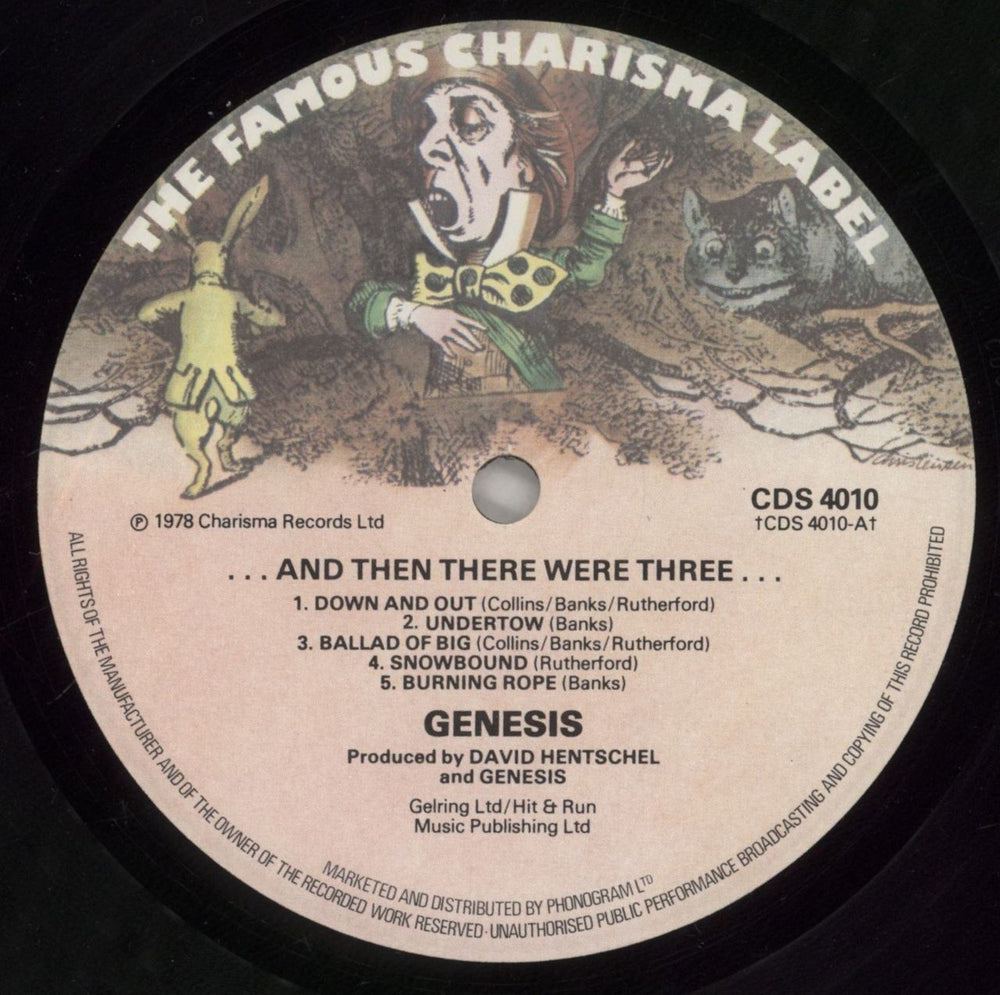 THE FAMOUS CHARISMA LABEL
Christensen
℗ 1978 Charisma Records Ltd
CDS 4010
†CDS 4010-A†
...AND THEN THERE WERE THREE...
1. DOWN AND OUT (Collins/Banks/Rutherford)
2. UNDERTOW (Banks)
3. BALLAD OF BIG (Collins/Banks/Rutherford)
4. SNOWBOUND (Rutherford)
5. BURNING ROPE (Banks)
GENESIS
Produced by DAVID HENTSCHEL
and GENESIS
Gelring Ltd/Hit & Run
Music Publishing Ltd
MARKETED AND DISTRIBUTED BY PHONOGRAM LTD
ALL RIGHTS OF THE MANUFACTURER AND OF THE OWNER OF THE RECORDED WORK RESERVED·UNAUTHORISED PUBLIC PERFORMANCE BROADCASTING AND COPYING OF THIS RECORD PROHIBITED